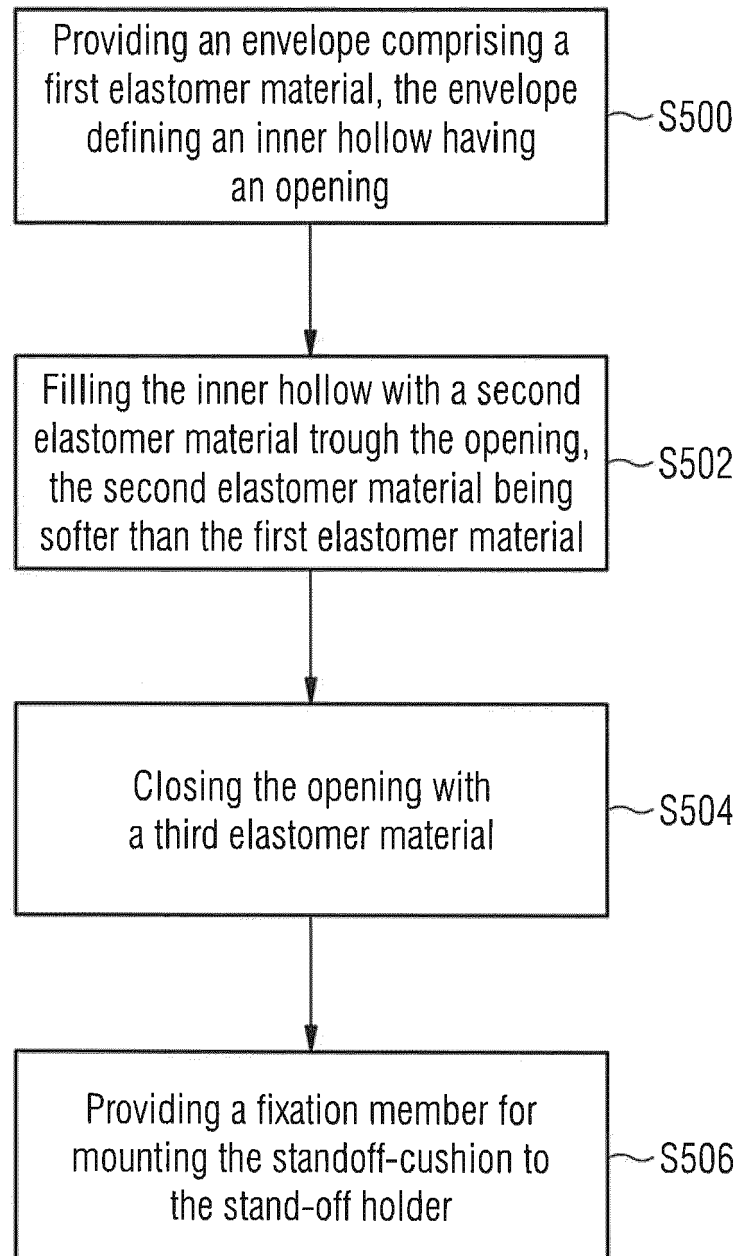 Providing an envelope comprising a
first elastomer material, the envelope
defining an inner hollow having
an opening
S500
Filling the inner hollow with a second
elastomer material trough the opening,
the second elastomer material being
softer than the first elastomer material
S502
Closing the opening with
a third elastomer material
S504
Providing a fixation member for
mounting the standoff-cushion to
the stand-off holder
S506